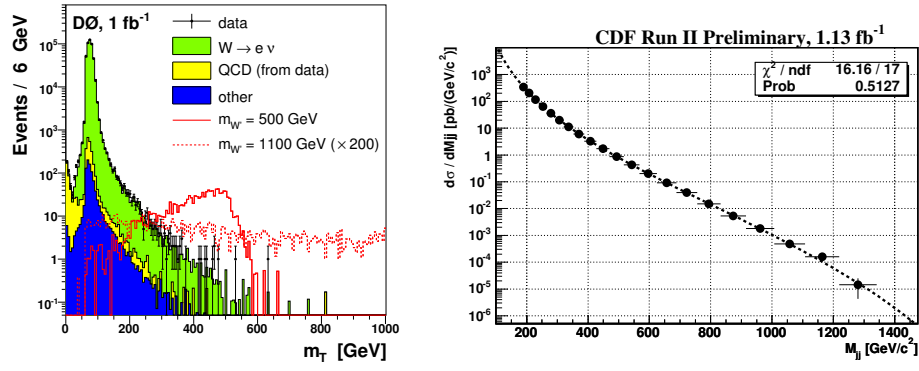 DØ, 1 fb⁻¹
data
W → e ν
QCD (from data)
other
m_W' = 500 GeV
m_W' = 1100 GeV (×200)
Events / 6 GeV
10⁵
10⁴
10³
10²
10
1
10⁻¹
0 200 400 600 800 1000
m_T [GeV]
CDF Run II Preliminary, 1.13 fb⁻¹
χ² / ndf 16.16 / 17
Prob 0.5127
dσ / dMjj [pb/(GeV/c²)]
10³
10²
10
1
10⁻¹
10⁻²
10⁻³
10⁻⁴
10⁻⁵
10⁻⁶
200 400 600 800 1000 1200 1400
M_jj [GeV/c²]